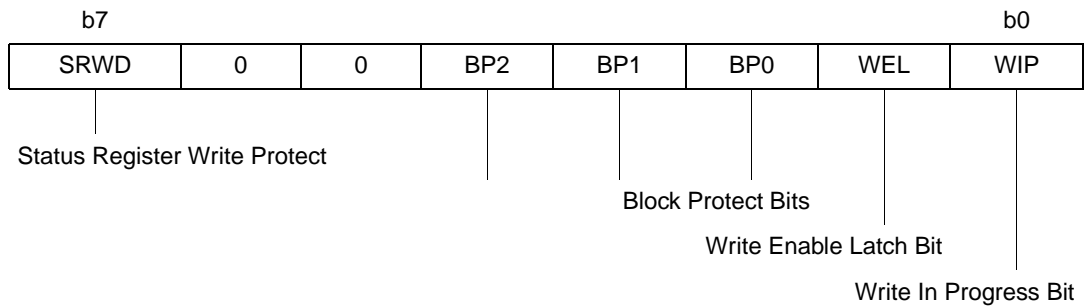 b7 b0
SRWD 0 0 BP2 BP1 BP0 WEL WIP
Status Register Write Protect
Block Protect Bits
Write Enable Latch Bit
Write In Progress Bit